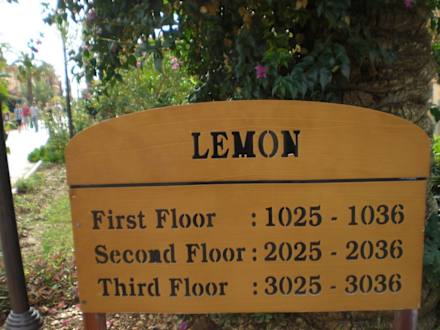 LEMON
First Floor : 1025 - 1036
Second Floor : 2025 - 2036
Third Floor : 3025 - 3036